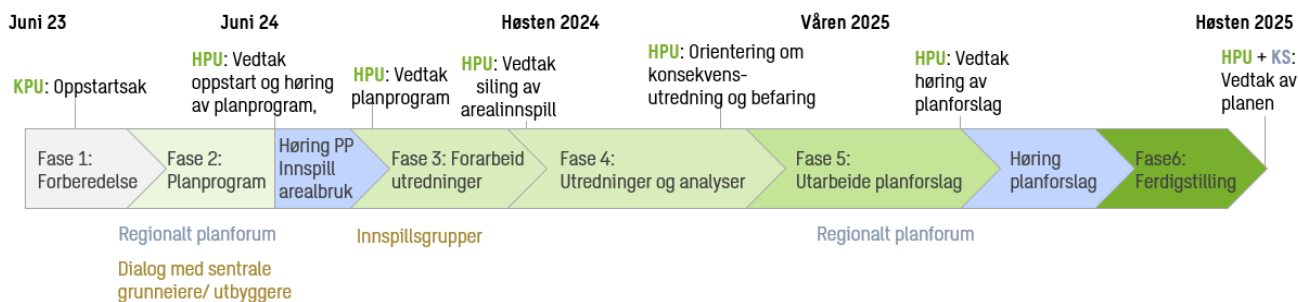 Juni 23
Juni 24
Høsten 2024
Våren 2025
Høsten 2025
KPU: Oppstartsak
HPU: Vedtak
oppstart og høring
av planprogram,
HPU: Vedtak
planprogram
HPU: Vedtak
siling av
arealinnspill
HPU: Orientering om
konsekvens-
utredning og befaring
HPU: Vedtak
høring av
planforslag
HPU + KS:
Vedtak av
planen
Fase 1:
Forberedelse
Fase 2:
Planprogram
Høring PP
Innspill
arealbruk
Fase 3: Forarbeid
utredninger
Fase 4:
Utredninger og analyser
Fase 5:
Utarbeide planforslag
Høring
planforslag
Fase6:
Ferdigstilling
Regionalt planforum
Dialog med sentrale
grunneiere/ utbyggere
Innspillsgrupper
Regionalt planforum